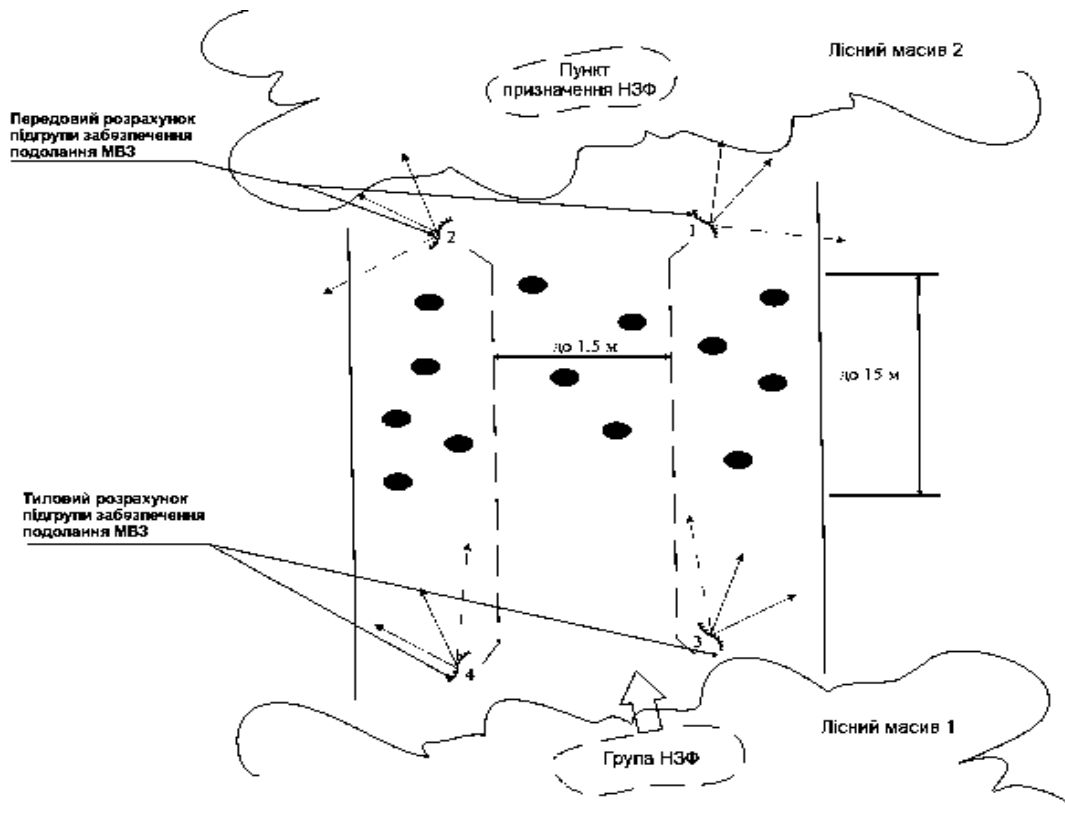 Лісний масив 2
Пункт
призначення НЗФ
Передовий розрахунок
підгрупи забезпечення
подолання МВЗ
2
1
до 1.5 м
до 15 м
Тиловий розрахунок
підгрупи забезпечення
подолання МВЗ
3
4
Лісний масив 1
Група НЗФ